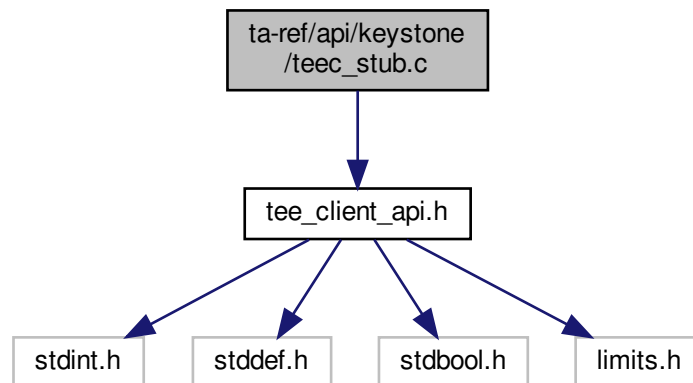 ta-ref/api/keystone
/teec_stub.c
tee_client_api.h
stdint.h
stddef.h
stdbool.h
limits.h